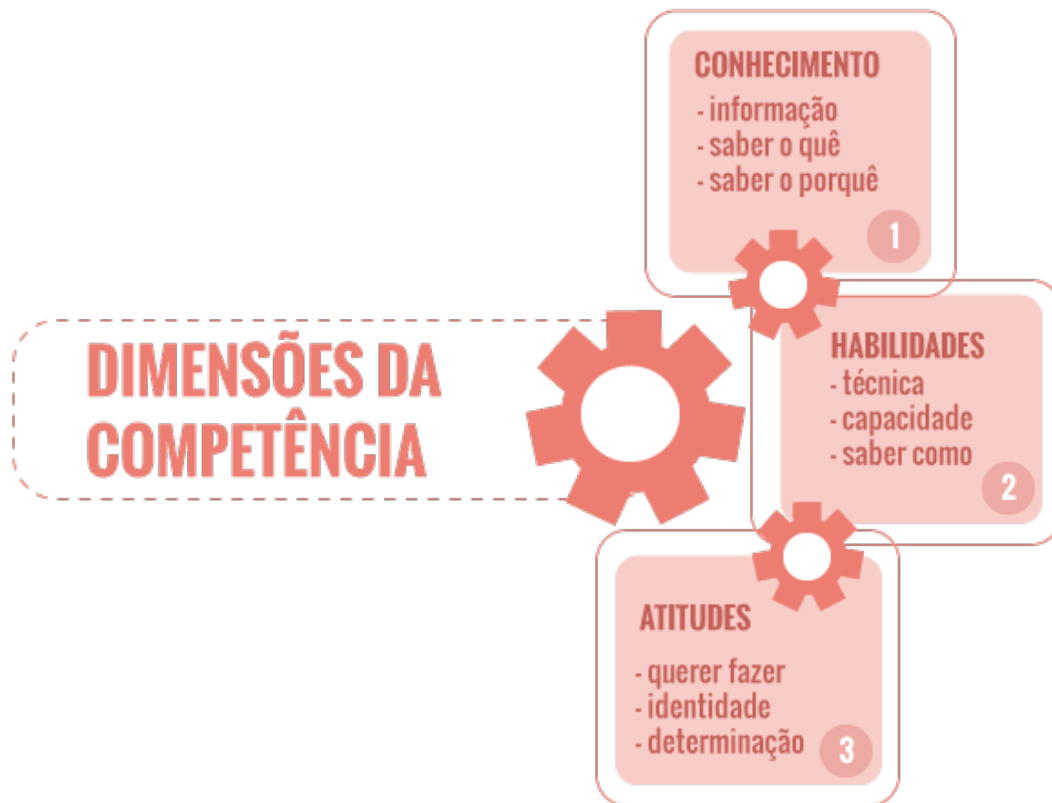 DIMENSÕES DA
COMPETÊNCIA
CONHECIMENTO
- informação
- saber o quê
- saber o porquê
1
HABILIDADES
- técnica
- capacidade
- saber como
2
ATITUDES
- querer fazer
- identidade
- determinação
3